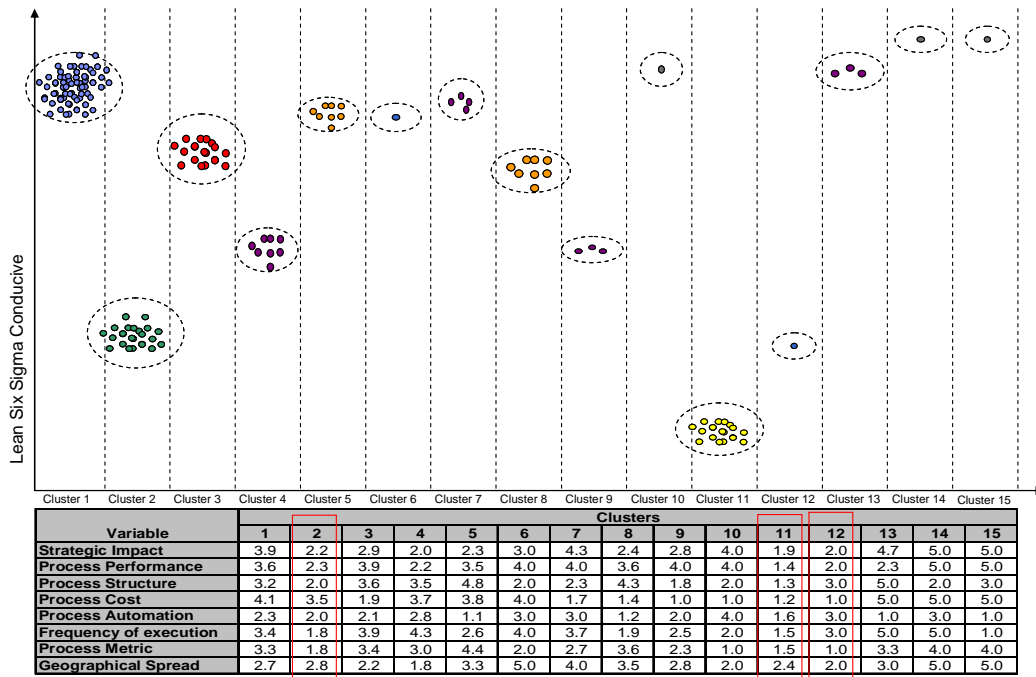 Lean Six Sigma Conducive
Cluster 1 Cluster 2 Cluster 3 Cluster 4 Cluster 5 Cluster 6 Cluster 7 Cluster 8 Cluster 9 Cluster 10 Cluster 11 Cluster 12 Cluster 13 Cluster 14 Cluster 15
Clusters
Variable 1 2 3 4 5 6 7 8 9 10 11 12 13 14 15
Strategic Impact 3.9 2.2 2.9 2.0 2.3 3.0 4.3 2.4 2.8 4.0 1.9 2.0 4.7 5.0 5.0
Process Performance 3.6 2.3 3.9 2.2 3.5 4.0 4.0 3.6 4.0 4.0 1.4 2.0 2.3 5.0 5.0
Process Structure 3.2 2.0 3.6 3.5 4.8 2.0 2.3 4.3 1.8 2.0 1.3 3.0 5.0 2.0 3.0
Process Cost 4.1 3.5 1.9 3.7 3.8 4.0 1.7 1.4 1.0 1.0 1.2 1.0 5.0 5.0 5.0
Process Automation 2.3 2.0 2.1 2.8 1.1 3.0 3.0 1.2 2.0 4.0 1.6 3.0 1.0 3.0 1.0
Frequency of execution 3.4 1.8 3.9 4.3 2.6 4.0 3.7 1.9 2.5 2.0 1.5 3.0 5.0 5.0 1.0
Process Metric 3.3 1.8 3.4 3.0 4.4 2.0 2.7 3.6 2.3 1.0 1.5 1.0 3.3 4.0 4.0
Geographical Spread 2.7 2.8 2.2 1.8 3.3 5.0 4.0 3.5 2.8 2.0 2.4 2.0 3.0 5.0 5.0